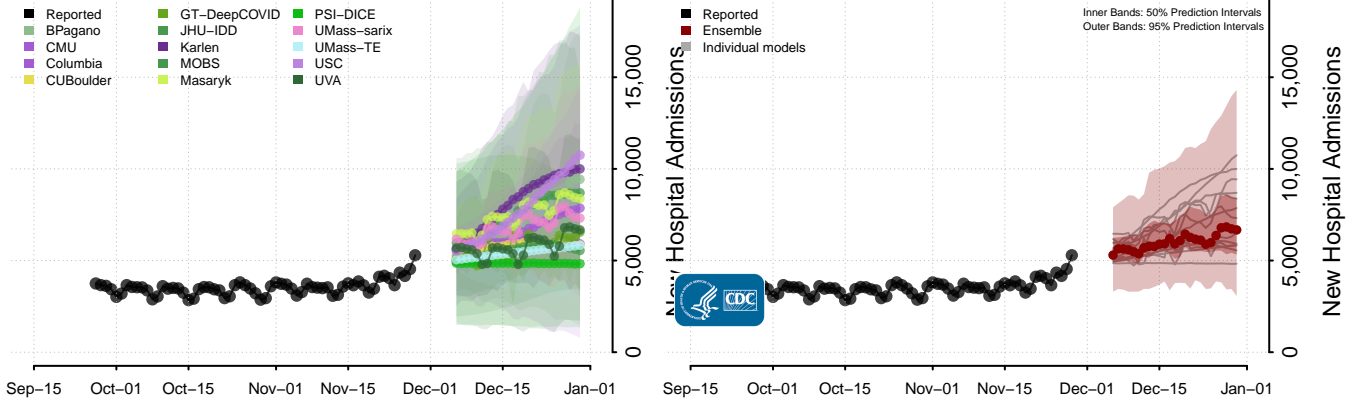 Reported
BPagano
CMU
Columbia
CUBoulder
GT−DeepCOVID
JHU−IDD
Karlen
MOBS
Masaryk
PSI−DICE
UMass−sarix
UMass−TE
USC
UVA
0
5,000
10,000
15,000
New Hospital Admissions
Sep−15
Oct−01
Oct−15
Nov−01
Nov−15
Dec−01
Dec−15
Jan−01
Reported
Ensemble
Individual models
Inner Bands: 50% Prediction Intervals
Outer Bands: 95% Prediction Intervals
CDC
0
5,000
10,000
15,000
New Hospital Admissions
Sep−15
Oct−01
Oct−15
Nov−01
Nov−15
Dec−01
Dec−15
Jan−01